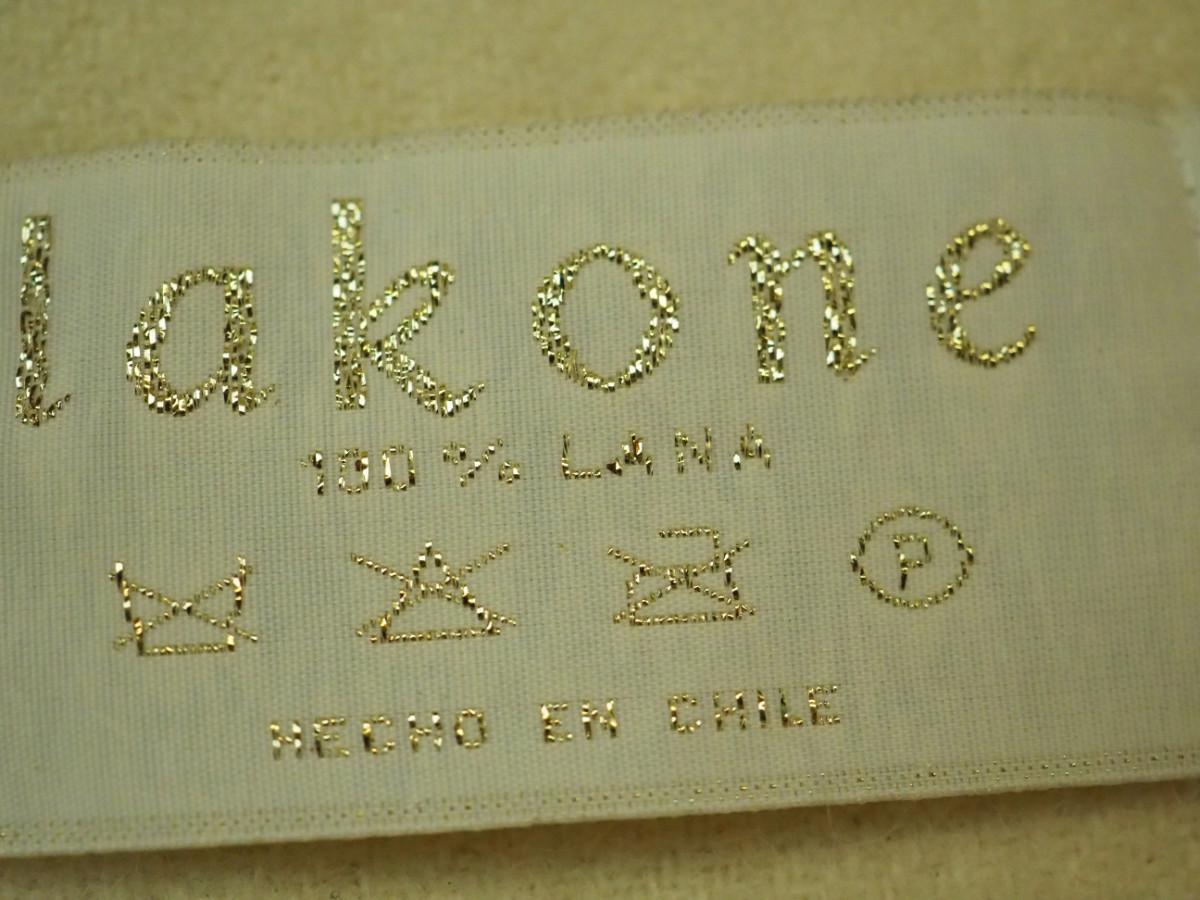 lakone
100% LANA
P
HECHO EN CHILE